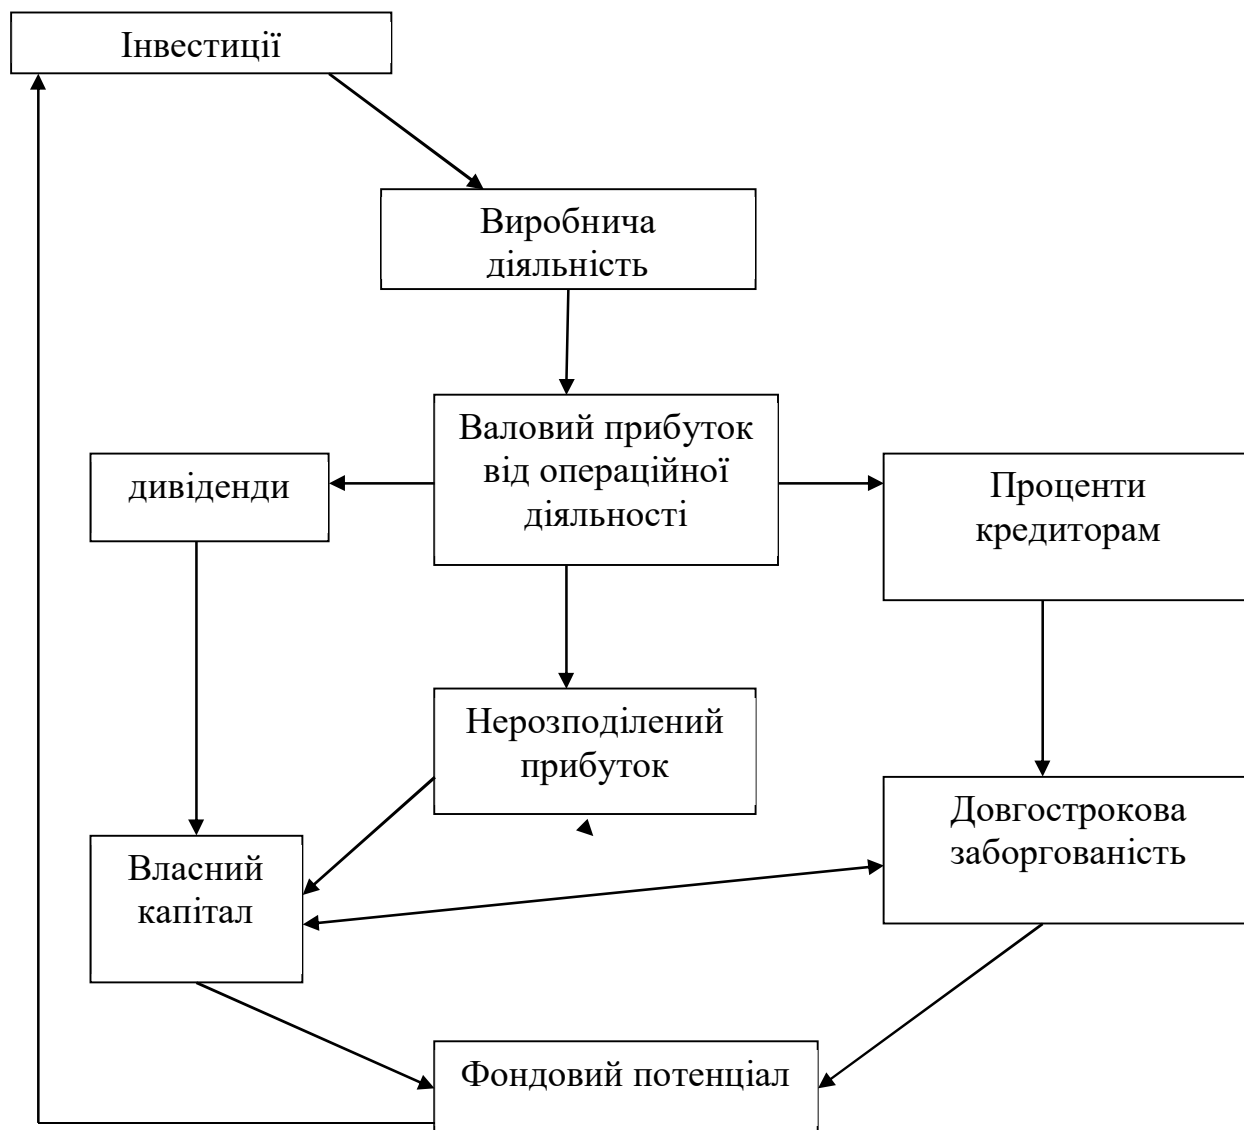 Інвестиції
Виробнича
діяльність
Валовий прибуток
від операційної
діяльності
дивіденди
Проценти
кредиторам
Нерозподілений
прибуток
Довгострокова
заборгованість
Власний
капітал
Фондовий потенціал